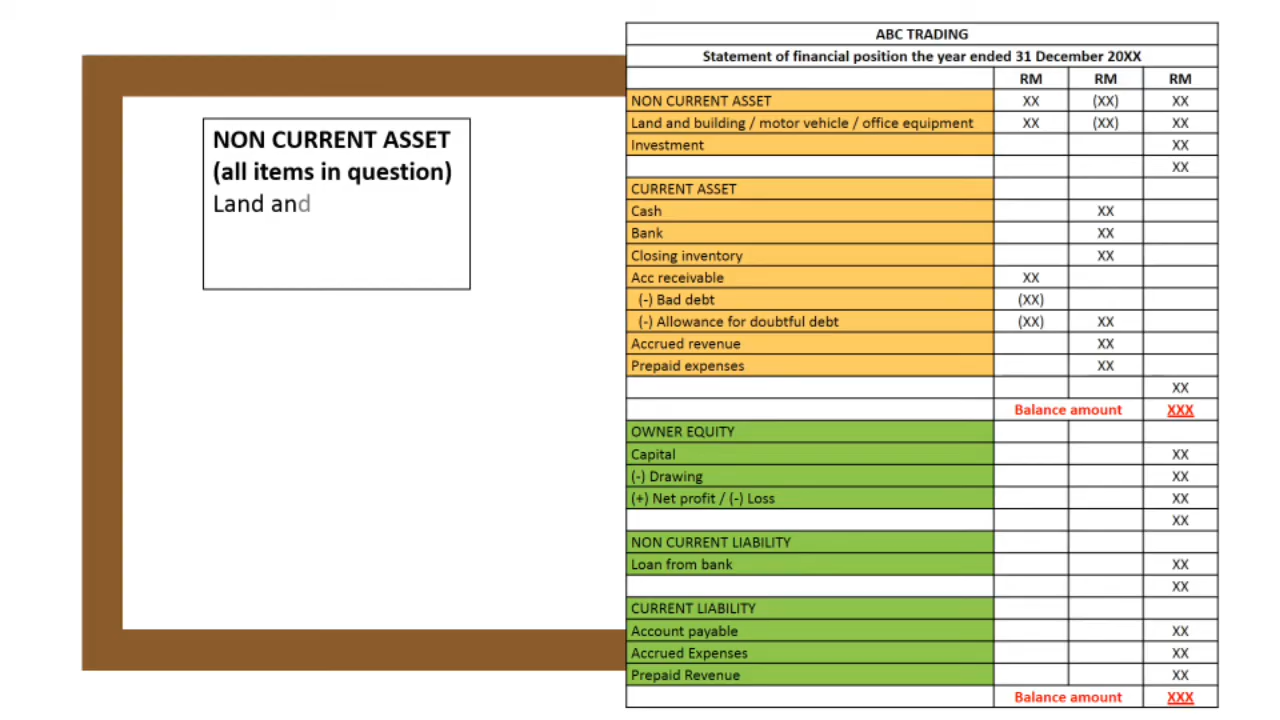 NON CURRENT ASSET
(all items in question)
Land and
ABC TRADING
Statement of financial position the year ended 31 December 20XX
RM RM RM
NON CURRENT ASSET XX (XX) XX
Land and building / motor vehicle / office equipment XX (XX) XX
Investment XX
XX
CURRENT ASSET
Cash XX
Bank XX
Closing inventory XX
Acc receivable XX
(-) Bad debt (XX)
(-) Allowance for doubtful debt (XX) XX
Accrued revenue XX
Prepaid expenses XX
XX
Balance amount XXX
OWNER EQUITY
Capital XX
(-) Drawing XX
(+) Net profit / (-) Loss XX
XX
NON CURRENT LIABILITY
Loan from bank XX
XX
CURRENT LIABILITY
Account payable XX
Accrued Expenses XX
Prepaid Revenue XX
Balance amount XXX